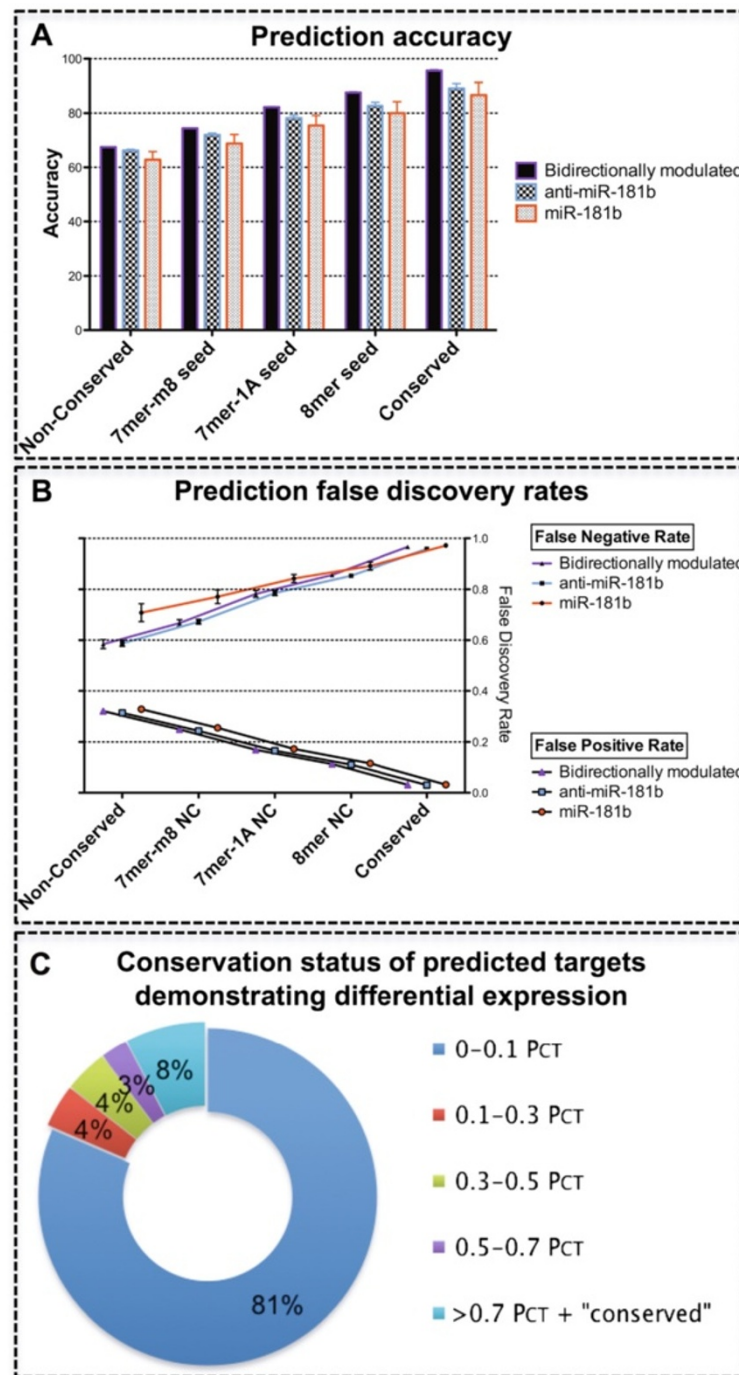 A
Prediction accuracy
Accuracy
100
80
60
40
20
0
Non-Conserved
7mer-m8 seed
7mer-1A seed
8mer seed
Conserved
Bidirectionally modulated
anti-miR-181b
miR-181b
B
Prediction false discovery rates
1.0
0.8
0.6
0.4
0.2
0.0
False Discovery Rate
Non-Conserved
7mer-m8 NC
7mer-1A NC
8mer NC
Conserved
False Negative Rate
Bidirectionally modulated
anti-miR-181b
miR-181b
False Positive Rate
Bidirectionally modulated
anti-miR-181b
miR-181b
C
Conservation status of predicted targets
demonstrating differential expression
8%
3%
4%
4%
81%
0-0.1 PCT
0.1-0.3 PCT
0.3-0.5 PCT
0.5-0.7 PCT
>0.7 PCT + "conserved"